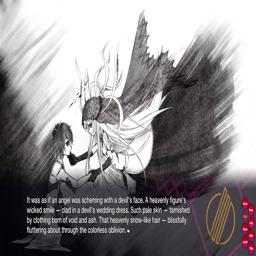 It was as if an angel was scheming with a devil's face. A heavenly figure's
wicked smile — clad in a devil's wedding dress. Such pale skin — tarnished
by clothing born of void and ash. That heavenly snow-like hair — blissfully
fluttering about through the colorless oblivion.